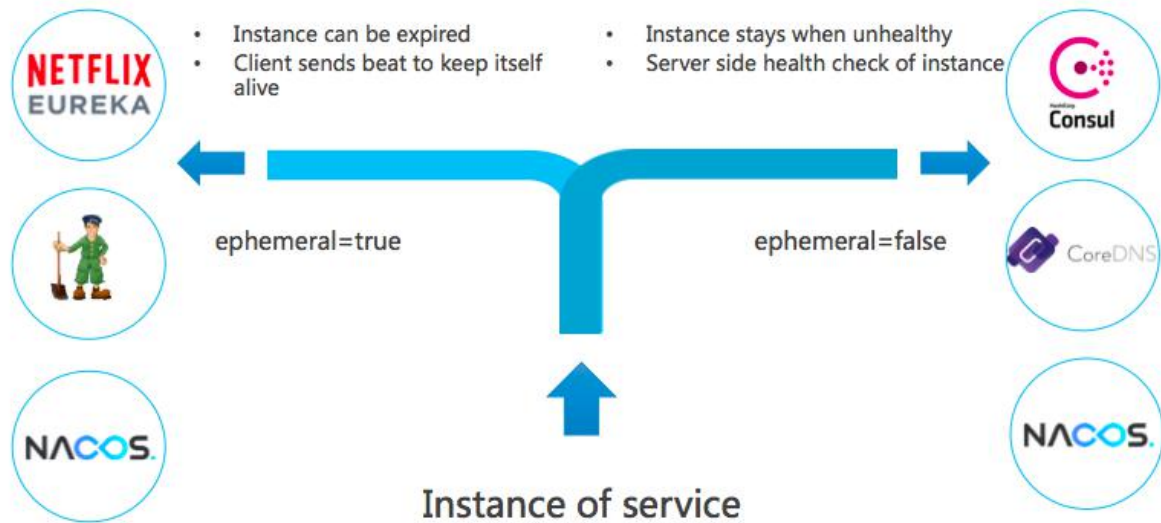 NETFLIX
EUREKA
• Instance can be expired
• Client sends beat to keep itself
alive
• Instance stays when unhealthy
• Server side health check of instance
HashiCorp
Consul
ephemeral=true
ephemeral=false
CoreDNS
NACOS.
NACOS.
Instance of service